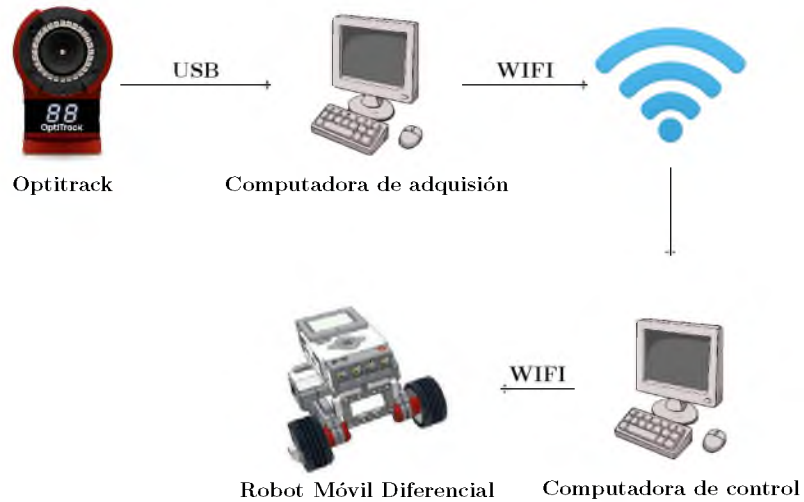 USB
WIFI
88
OptiTrack
Optitrack
Computadora de adquisión
WIFI
Robot Móvil Diferencial
Computadora de control